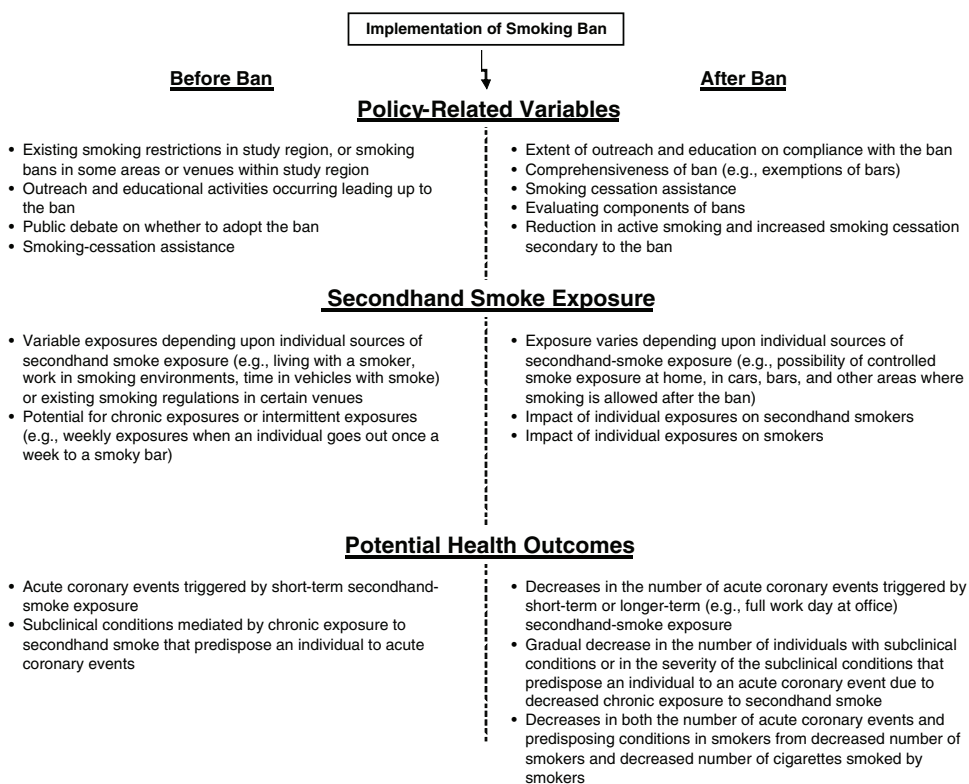 Implementation of Smoking Ban
Before Ban
After Ban
Policy-Related Variables
• Existing smoking restrictions in study region, or smoking
bans in some areas or venues within study region
• Outreach and educational activities occurring leading up to
the ban
• Public debate on whether to adopt the ban
• Smoking-cessation assistance
• Extent of outreach and education on compliance with the ban
• Comprehensiveness of ban (e.g., exemptions of bars)
• Smoking cessation assistance
• Evaluating components of bans
• Reduction in active smoking and increased smoking cessation
secondary to the ban
Secondhand Smoke Exposure
• Variable exposures depending upon individual sources of
secondhand smoke exposure (e.g., living with a smoker,
work in smoking environments, time in vehicles with smoke)
or existing smoking regulations in certain venues
• Potential for chronic exposures or intermittent exposures
(e.g., weekly exposures when an individual goes out once a
week to a smoky bar)
• Exposure varies depending upon individual sources of
secondhand-smoke exposure (e.g., possibility of controlled
smoke exposure at home, in cars, bars, and other areas where
smoking is allowed after the ban)
• Impact of individual exposures on secondhand smokers
• Impact of individual exposures on smokers
Potential Health Outcomes
• Acute coronary events triggered by short-term secondhand-
smoke exposure
• Subclinical conditions mediated by chronic exposure to
secondhand smoke that predispose an individual to acute
coronary events
• Decreases in the number of acute coronary events triggered by
short-term or longer-term (e.g., full work day at office)
secondhand-smoke exposure
• Gradual decrease in the number of individuals with subclinical
conditions or in the severity of the subclinical conditions that
predispose an individual to an acute coronary event due to
decreased chronic exposure to secondhand smoke
• Decreases in both the number of acute coronary events and
predisposing conditions in smokers from decreased number of
smokers and decreased number of cigarettes smoked by
smokers